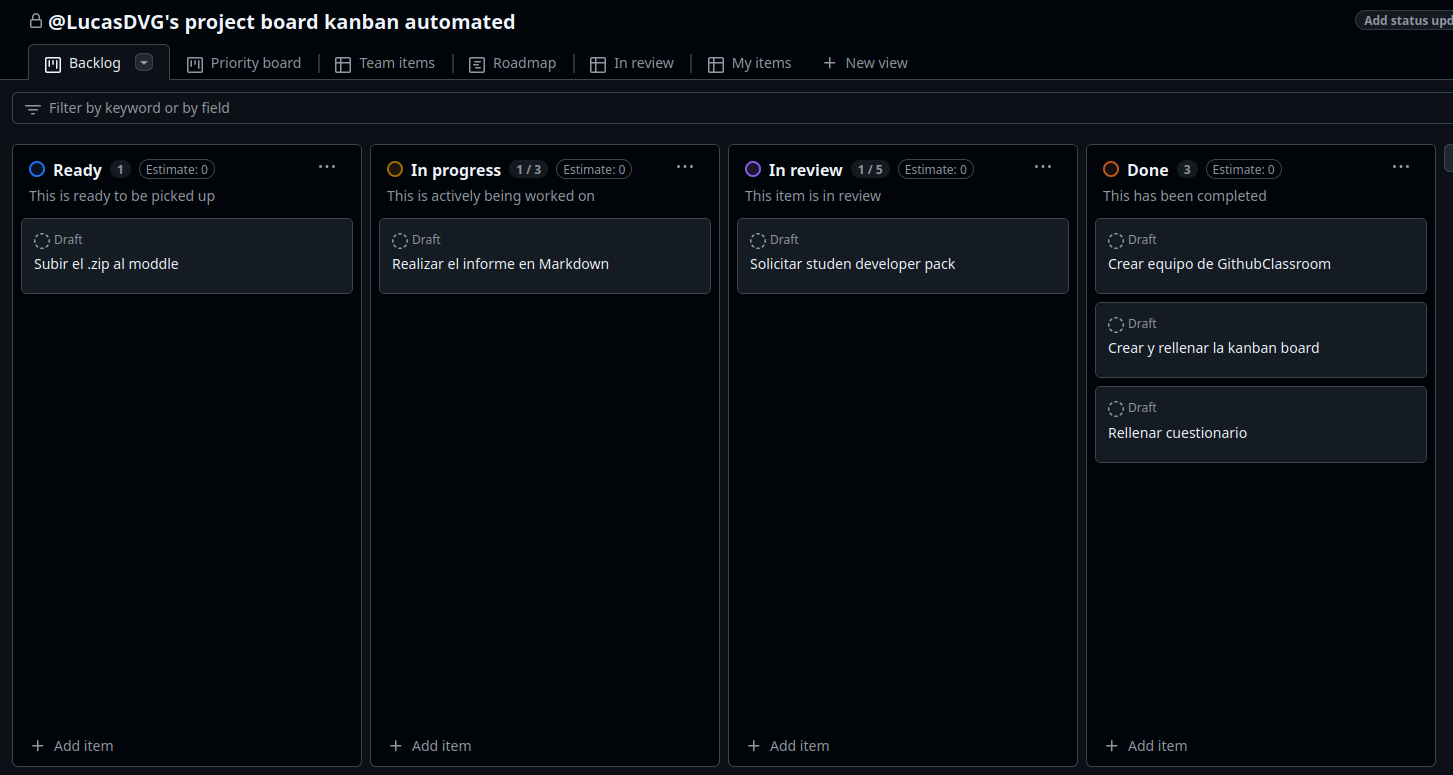 @LucasDVG's project board kanban automated
Add status upd
Backlog
Priority board
Team items
Roadmap
In review
My items
New view
Filter by keyword or by field
Ready 1 Estimate: 0
This is ready to be picked up
Draft
Subir el .zip al moddle
Add item
In progress 1 / 3 Estimate: 0
This is actively being worked on
Draft
Realizar el informe en Markdown
Add item
In review 1 / 5 Estimate: 0
This item is in review
Draft
Solicitar studen developer pack
Add item
Done 3 Estimate: 0
This has been completed
Draft
Crear equipo de GithubClassroom
Draft
Crear y rellenar la kanban board
Draft
Rellenar cuestionario
Add item